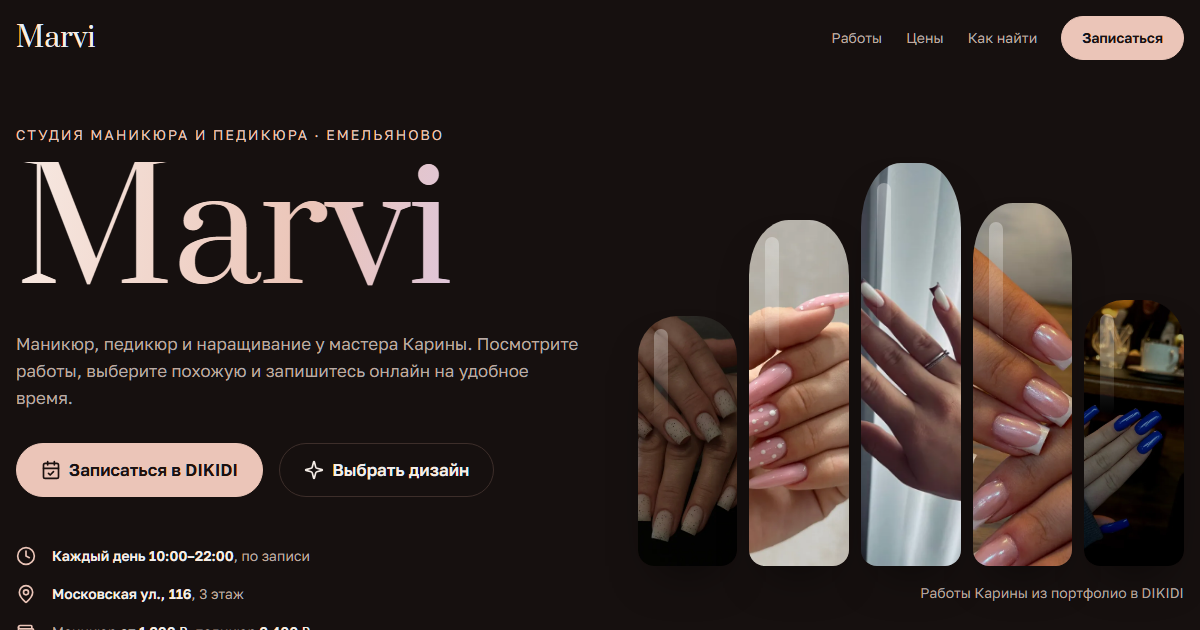 Marvi
Работы
Цены
Как найти
Записаться
СТУДИЯ МАНИКЮРА И ПЕДИКЮРА · ЕМЕЛЬЯНОВО
Marvi
Маникюр, педикюр и наращивание у мастера Карины. Посмотрите
работы, выберите похожую и запишитесь онлайн на удобное
время.
Записаться в DIKIDI
Выбрать дизайн
Каждый день 10:00–22:00, по записи
Московская ул., 116, 3 этаж
Работы Карины из портфолио в DIKIDI